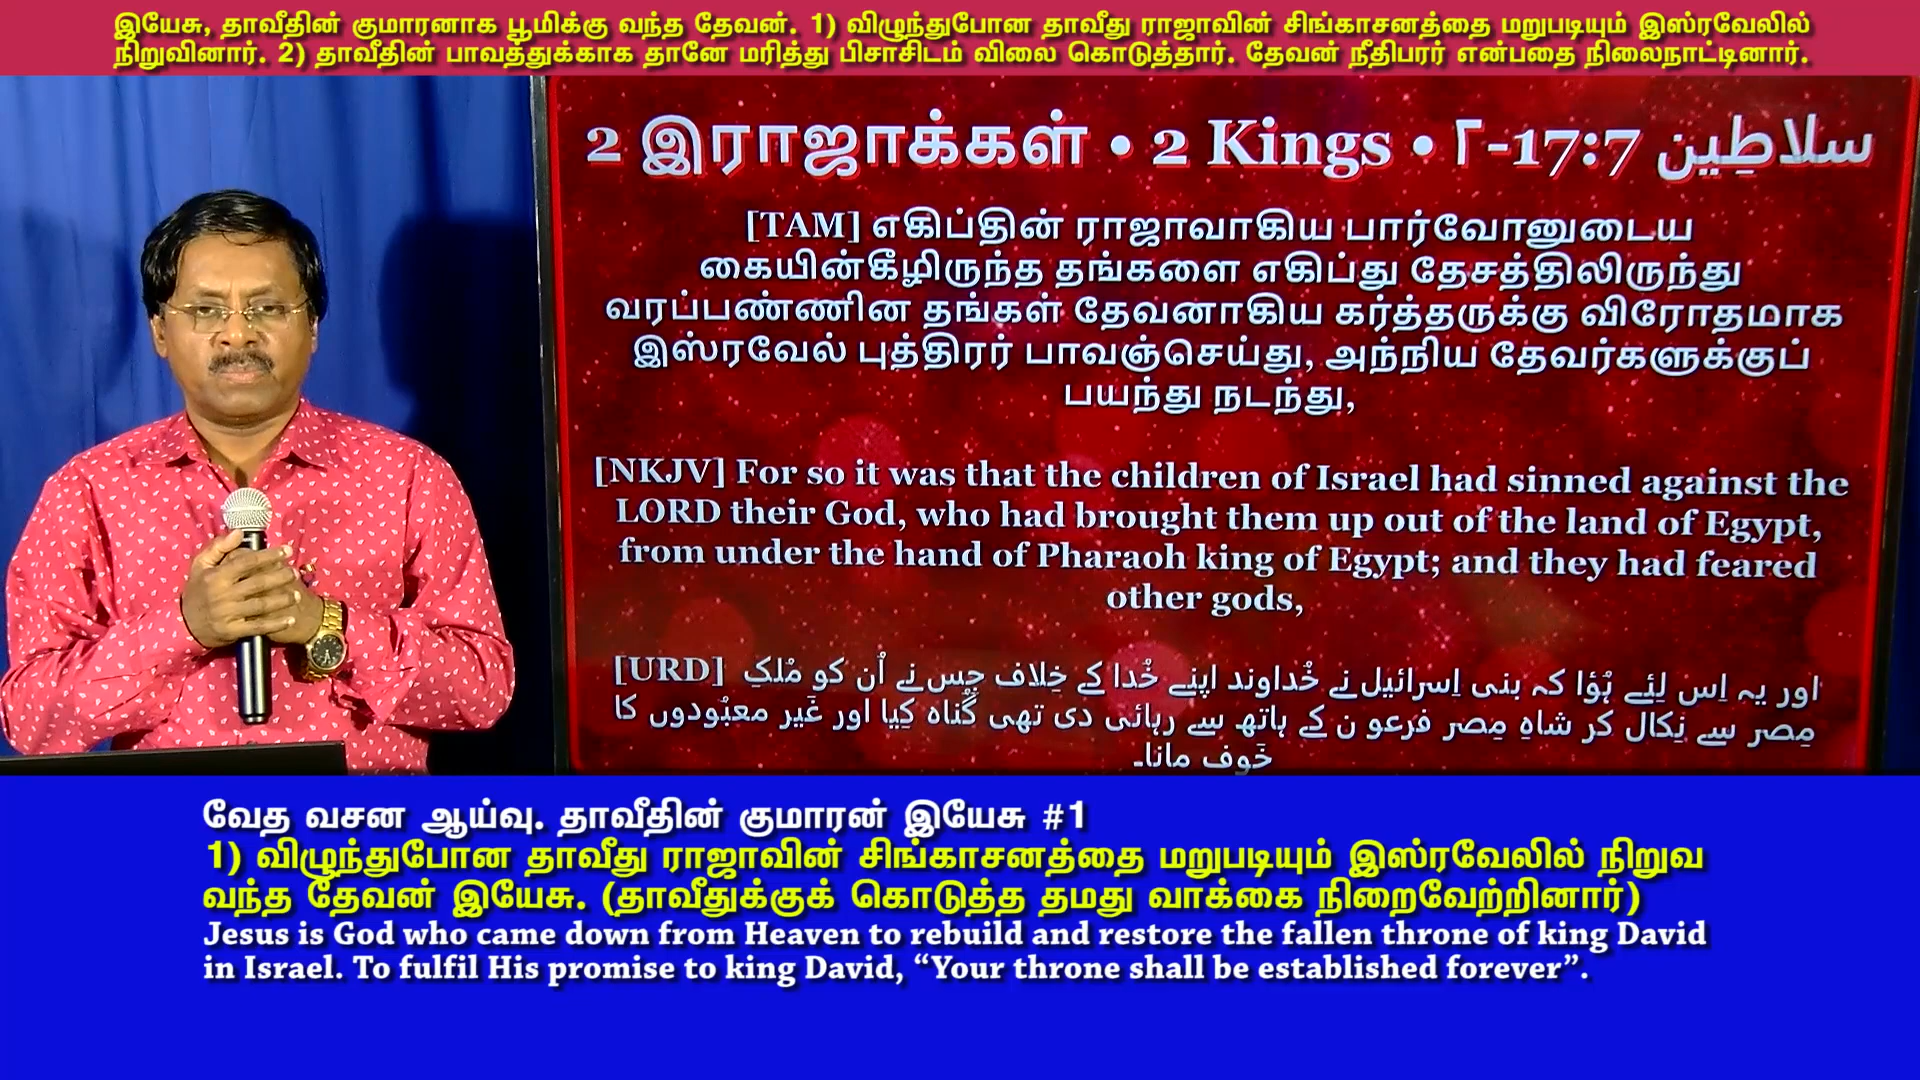 இயேசு, தாவீதின் குமாரனாக பூமிக்கு வந்த தேவன். 1) விழுந்துபோன தாவீது ராஜாவின் சிங்காசனத்தை மறுபடியும் இஸ்ரவேலில்
நிறுவினார். 2) தாவீதின் பாவத்துக்காக தானே மரித்து பிசாசிடம் விலை கொடுத்தார். தேவன் நீதிபரர் என்பதை நிலைநாட்டினார்.
2 இராஜாக்கள் • 2 Kings • ۲-17:7 سلاطِین
[TAM] எகிப்தின் ராஜாவாகிய பார்வோனுடைய
கையின்கீழிருந்த தங்களை எகிப்து தேசத்திலிருந்து
வரப்பண்ணின தங்கள் தேவனாகிய கர்த்தருக்கு விரோதமாக
இஸ்ரவேல் புத்திரர் பாவஞ்செய்து, அந்நிய தேவர்களுக்குப்
பயந்து நடந்து,
[NKJV] For so it was that the children of Israel had sinned against the
LORD their God, who had brought them up out of the land of Egypt,
from under the hand of Pharaoh king of Egypt; and they had feared
other gods,
[URD] اور یہ اِس لِئے ہُؤا کہ بنی اِسرائیل نے خُداوند اپنے خُدا کے خِلاف جِس نے اُن کو مُلکِ
مِصر سے نِکال کر شاہِ مِصر فرعو ن کے ہاتھ سے رہائی دی تھی گُناہ کِیا اور غَیر معبُودوں کا
خَوف مانا۔
வேத வசன ஆய்வு. தாவீதின் குமாரன் இயேசு #1
1) விழுந்துபோன தாவீது ராஜாவின் சிங்காசனத்தை மறுபடியும் இஸ்ரவேலில் நிறுவ
வந்த தேவன் இயேசு. (தாவீதுக்குக் கொடுத்த தமது வாக்கை நிறைவேற்றினார்)
Jesus is God who came down from Heaven to rebuild and restore the fallen throne of king David
in Israel. To fulfil His promise to king David, “Your throne shall be established forever”.